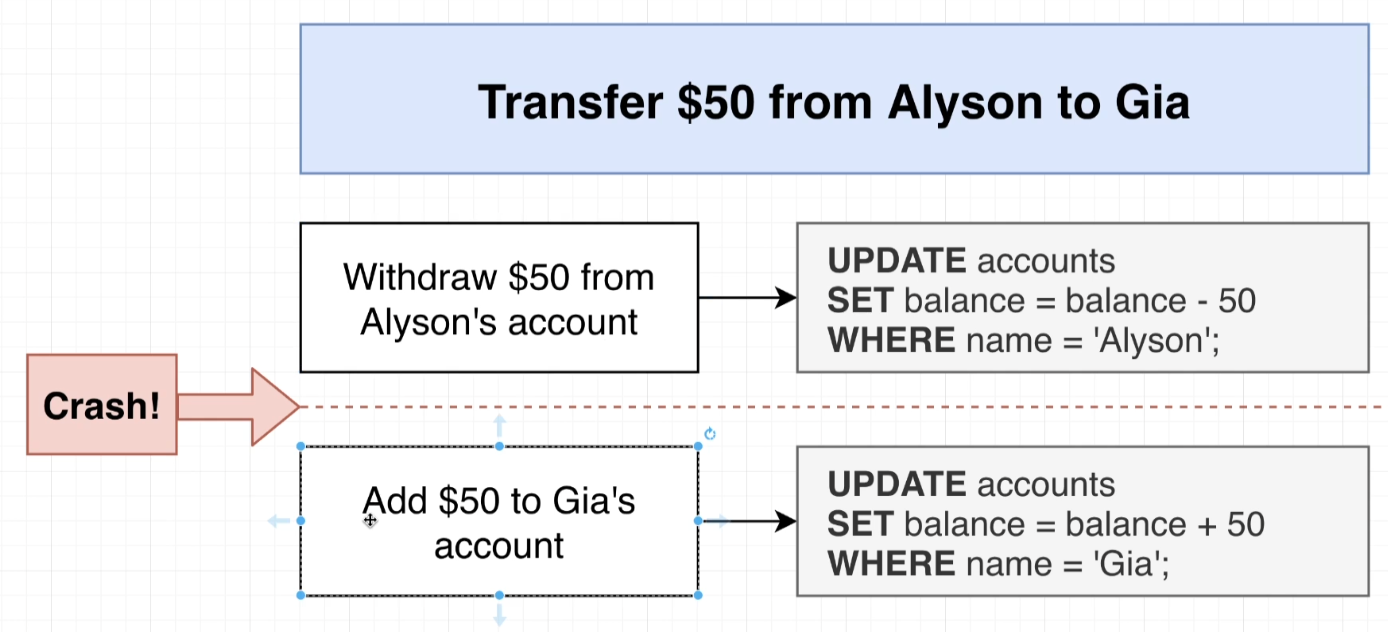 Transfer $50 from Alyson to Gia
Withdraw $50 from
Alyson's account
UPDATE accounts
SET balance = balance - 50
WHERE name = 'Alyson';
Crash!
Add $50 to Gia's
account
UPDATE accounts
SET balance = balance + 50
WHERE name = 'Gia';